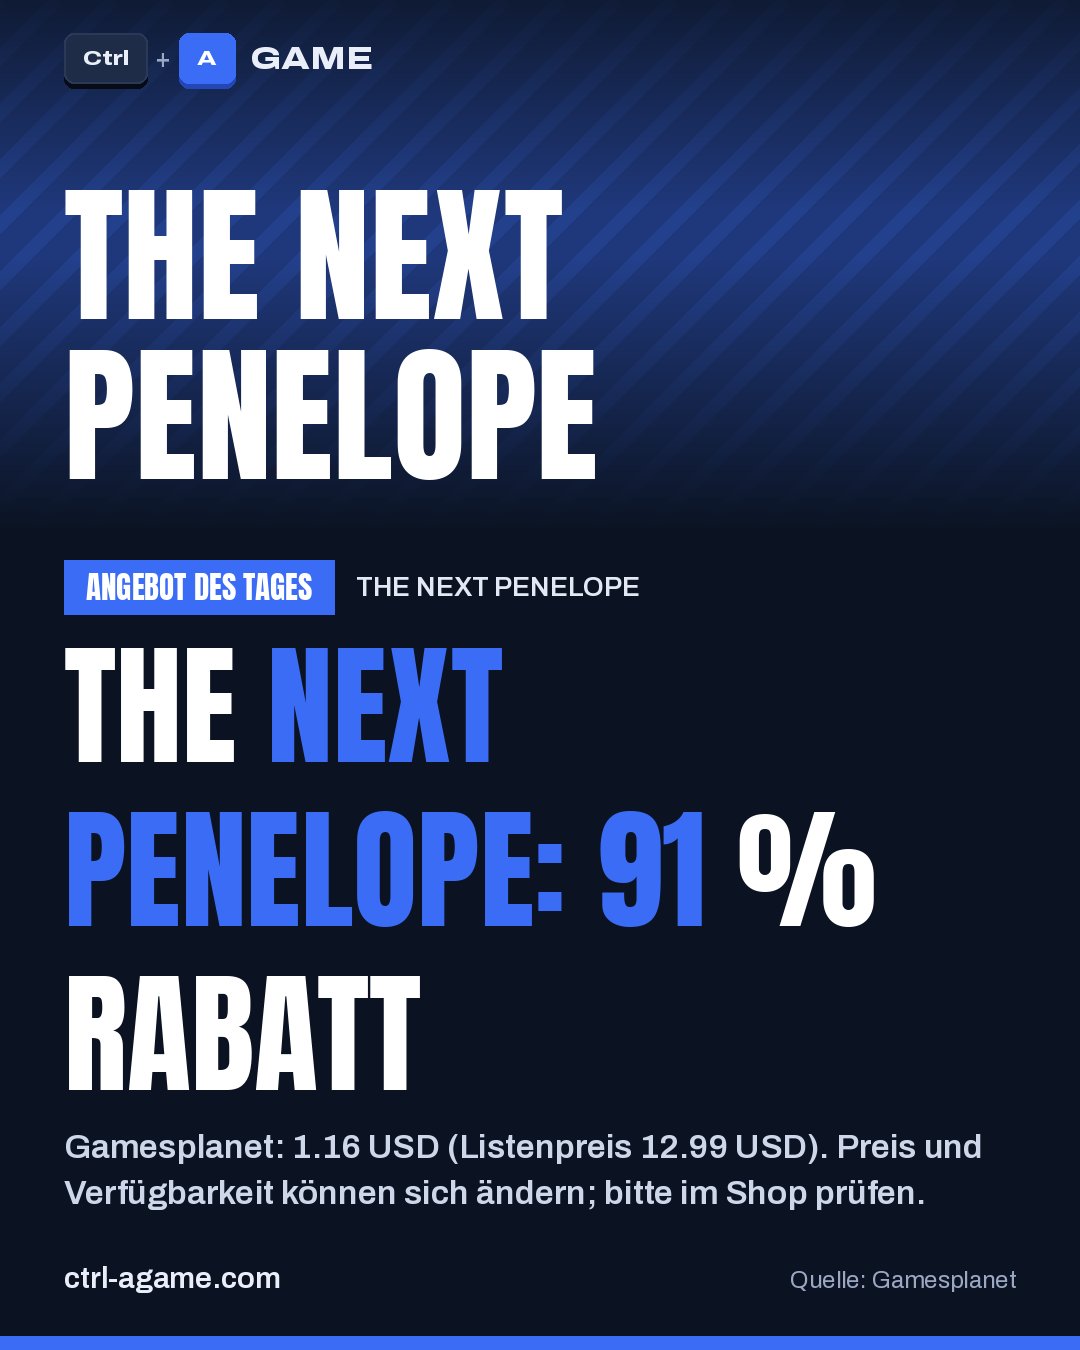 Ctrl + A GAME
THE NEXT
PENELOPE
ANGEBOT DES TAGES THE NEXT PENELOPE
THE NEXT
PENELOPE: 91 %
RABATT
Gamesplanet: 1.16 USD (Listenpreis 12.99 USD). Preis und
Verfügbarkeit können sich ändern; bitte im Shop prüfen.
ctrl-agame.com Quelle: Gamesplanet